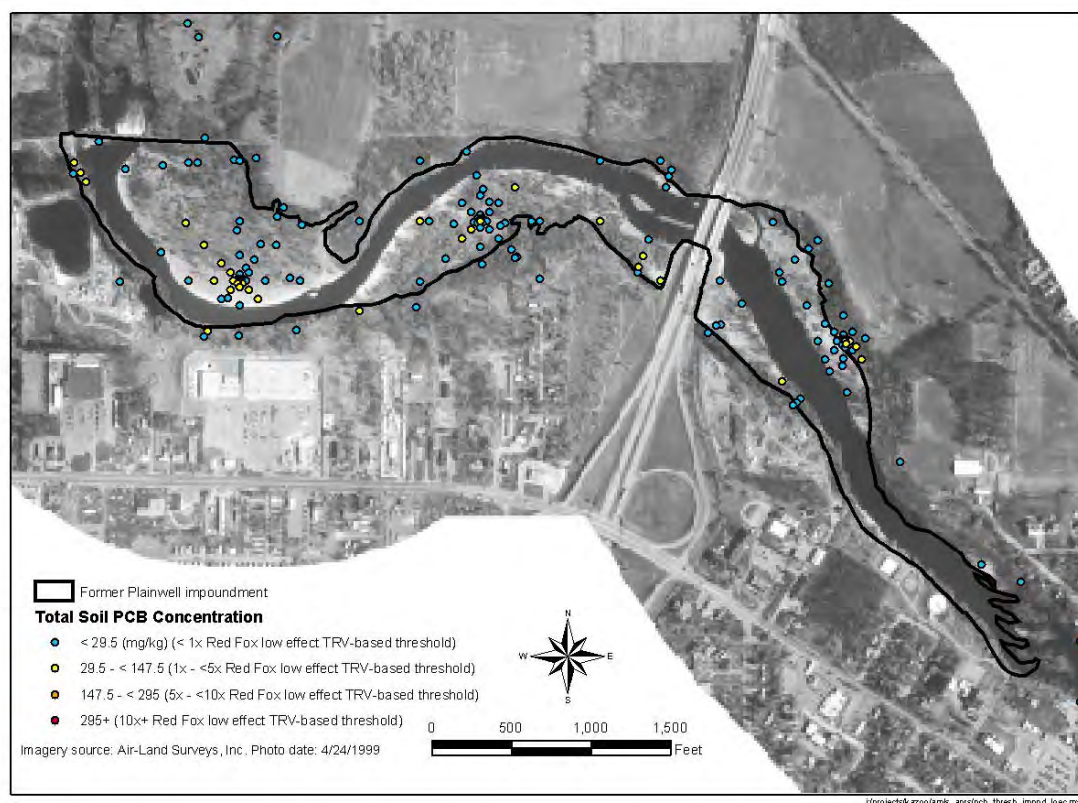 Former Plainwell impoundment
Total Soil PCB Concentration
< 29.5 (mg/kg) (< 1x Red Fox low effect TRV-based threshold)
29.5 - < 147.5 (1x - <5x Red Fox low effect TRV-based threshold)
147.5 - < 295 (5x - <10x Red Fox low effect TRV-based threshold)
295+ (10x+ Red Fox low effect TRV-based threshold)
Imagery source: Air-Land Surveys, Inc. Photo date: 4/24/1999
N
W E
S
0 500 1,000 1,500
Feet